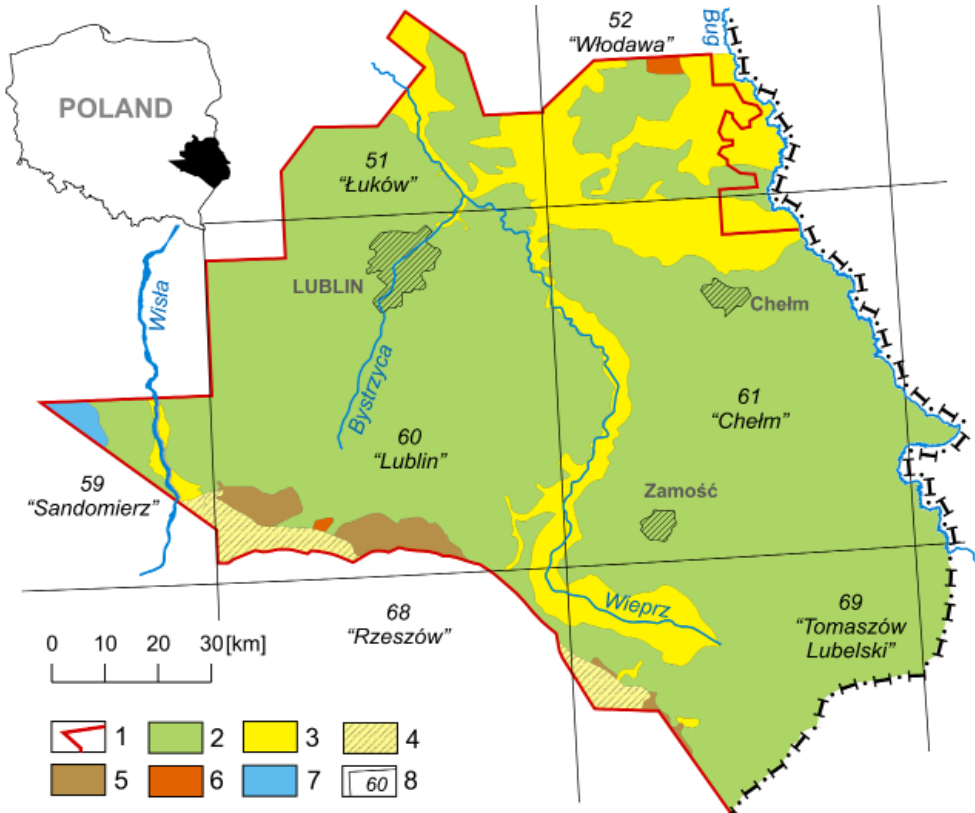 52
"Włodawa"
Bug
POLAND
51
"Łuków"
LUBLIN
Chełm
Wisła
Bystrzyca
61
"Chełm"
60
"Lublin"
59
"Sandomierz"
Zamość
Wieprz
68
"Rzeszów"
69
"Tomaszów
Lubelski"
0 10 20 30 [km]
1 2 3 4
5 6 7 60 8